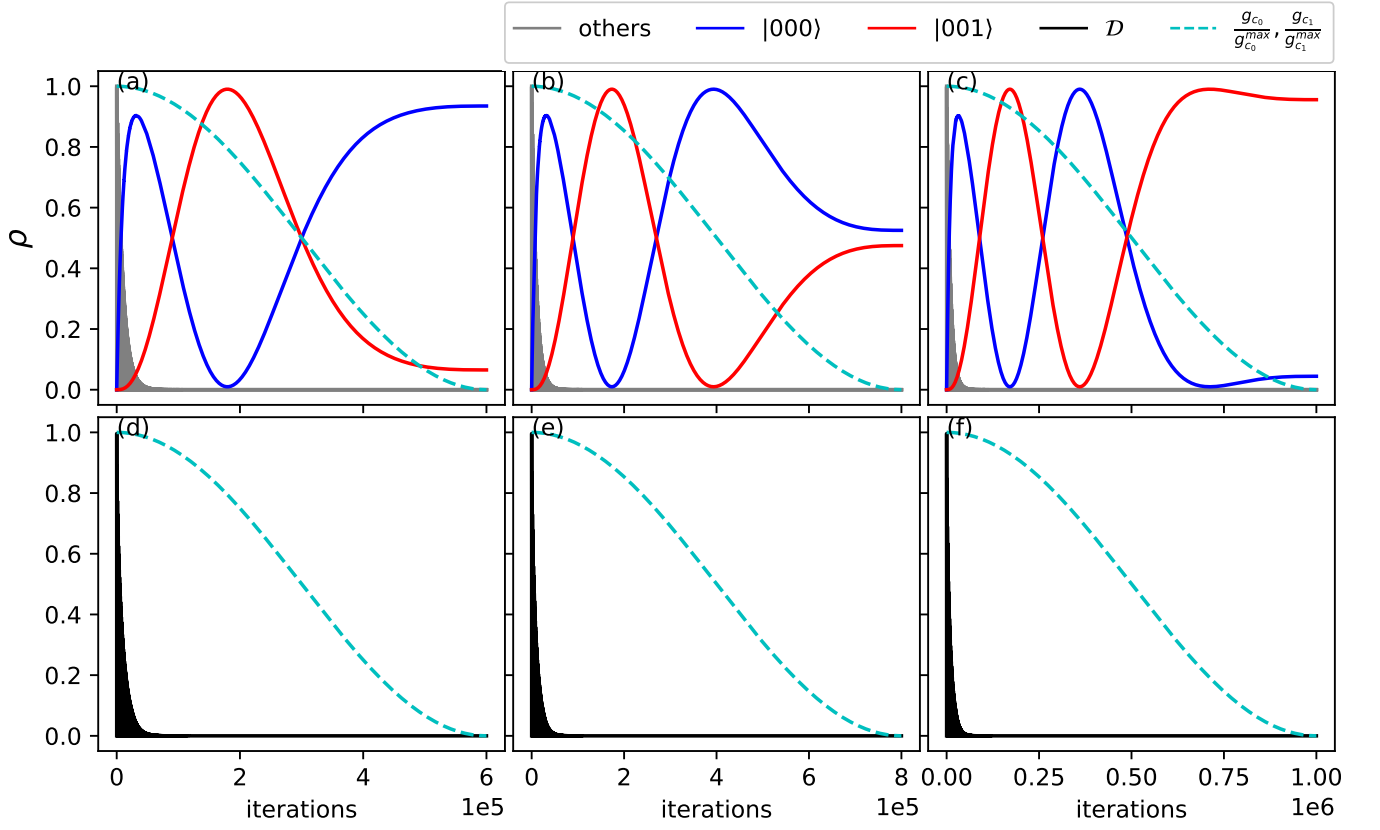 others |000⟩ |001⟩ 𝒟 g_{c_0}/g_{c_0}^{max}, g_{c_1}/g_{c_1}^{max}
(a) (b) (c)
1.0
0.8
0.6
0.4
0.2
0.0
ρ
(d) (e) (f)
1.0
0.8
0.6
0.4
0.2
0.0
0 2 4 6 0 2 4 6 8 0.00 0.25 0.50 0.75 1.00
iterations 1e5 iterations 1e5 iterations 1e6